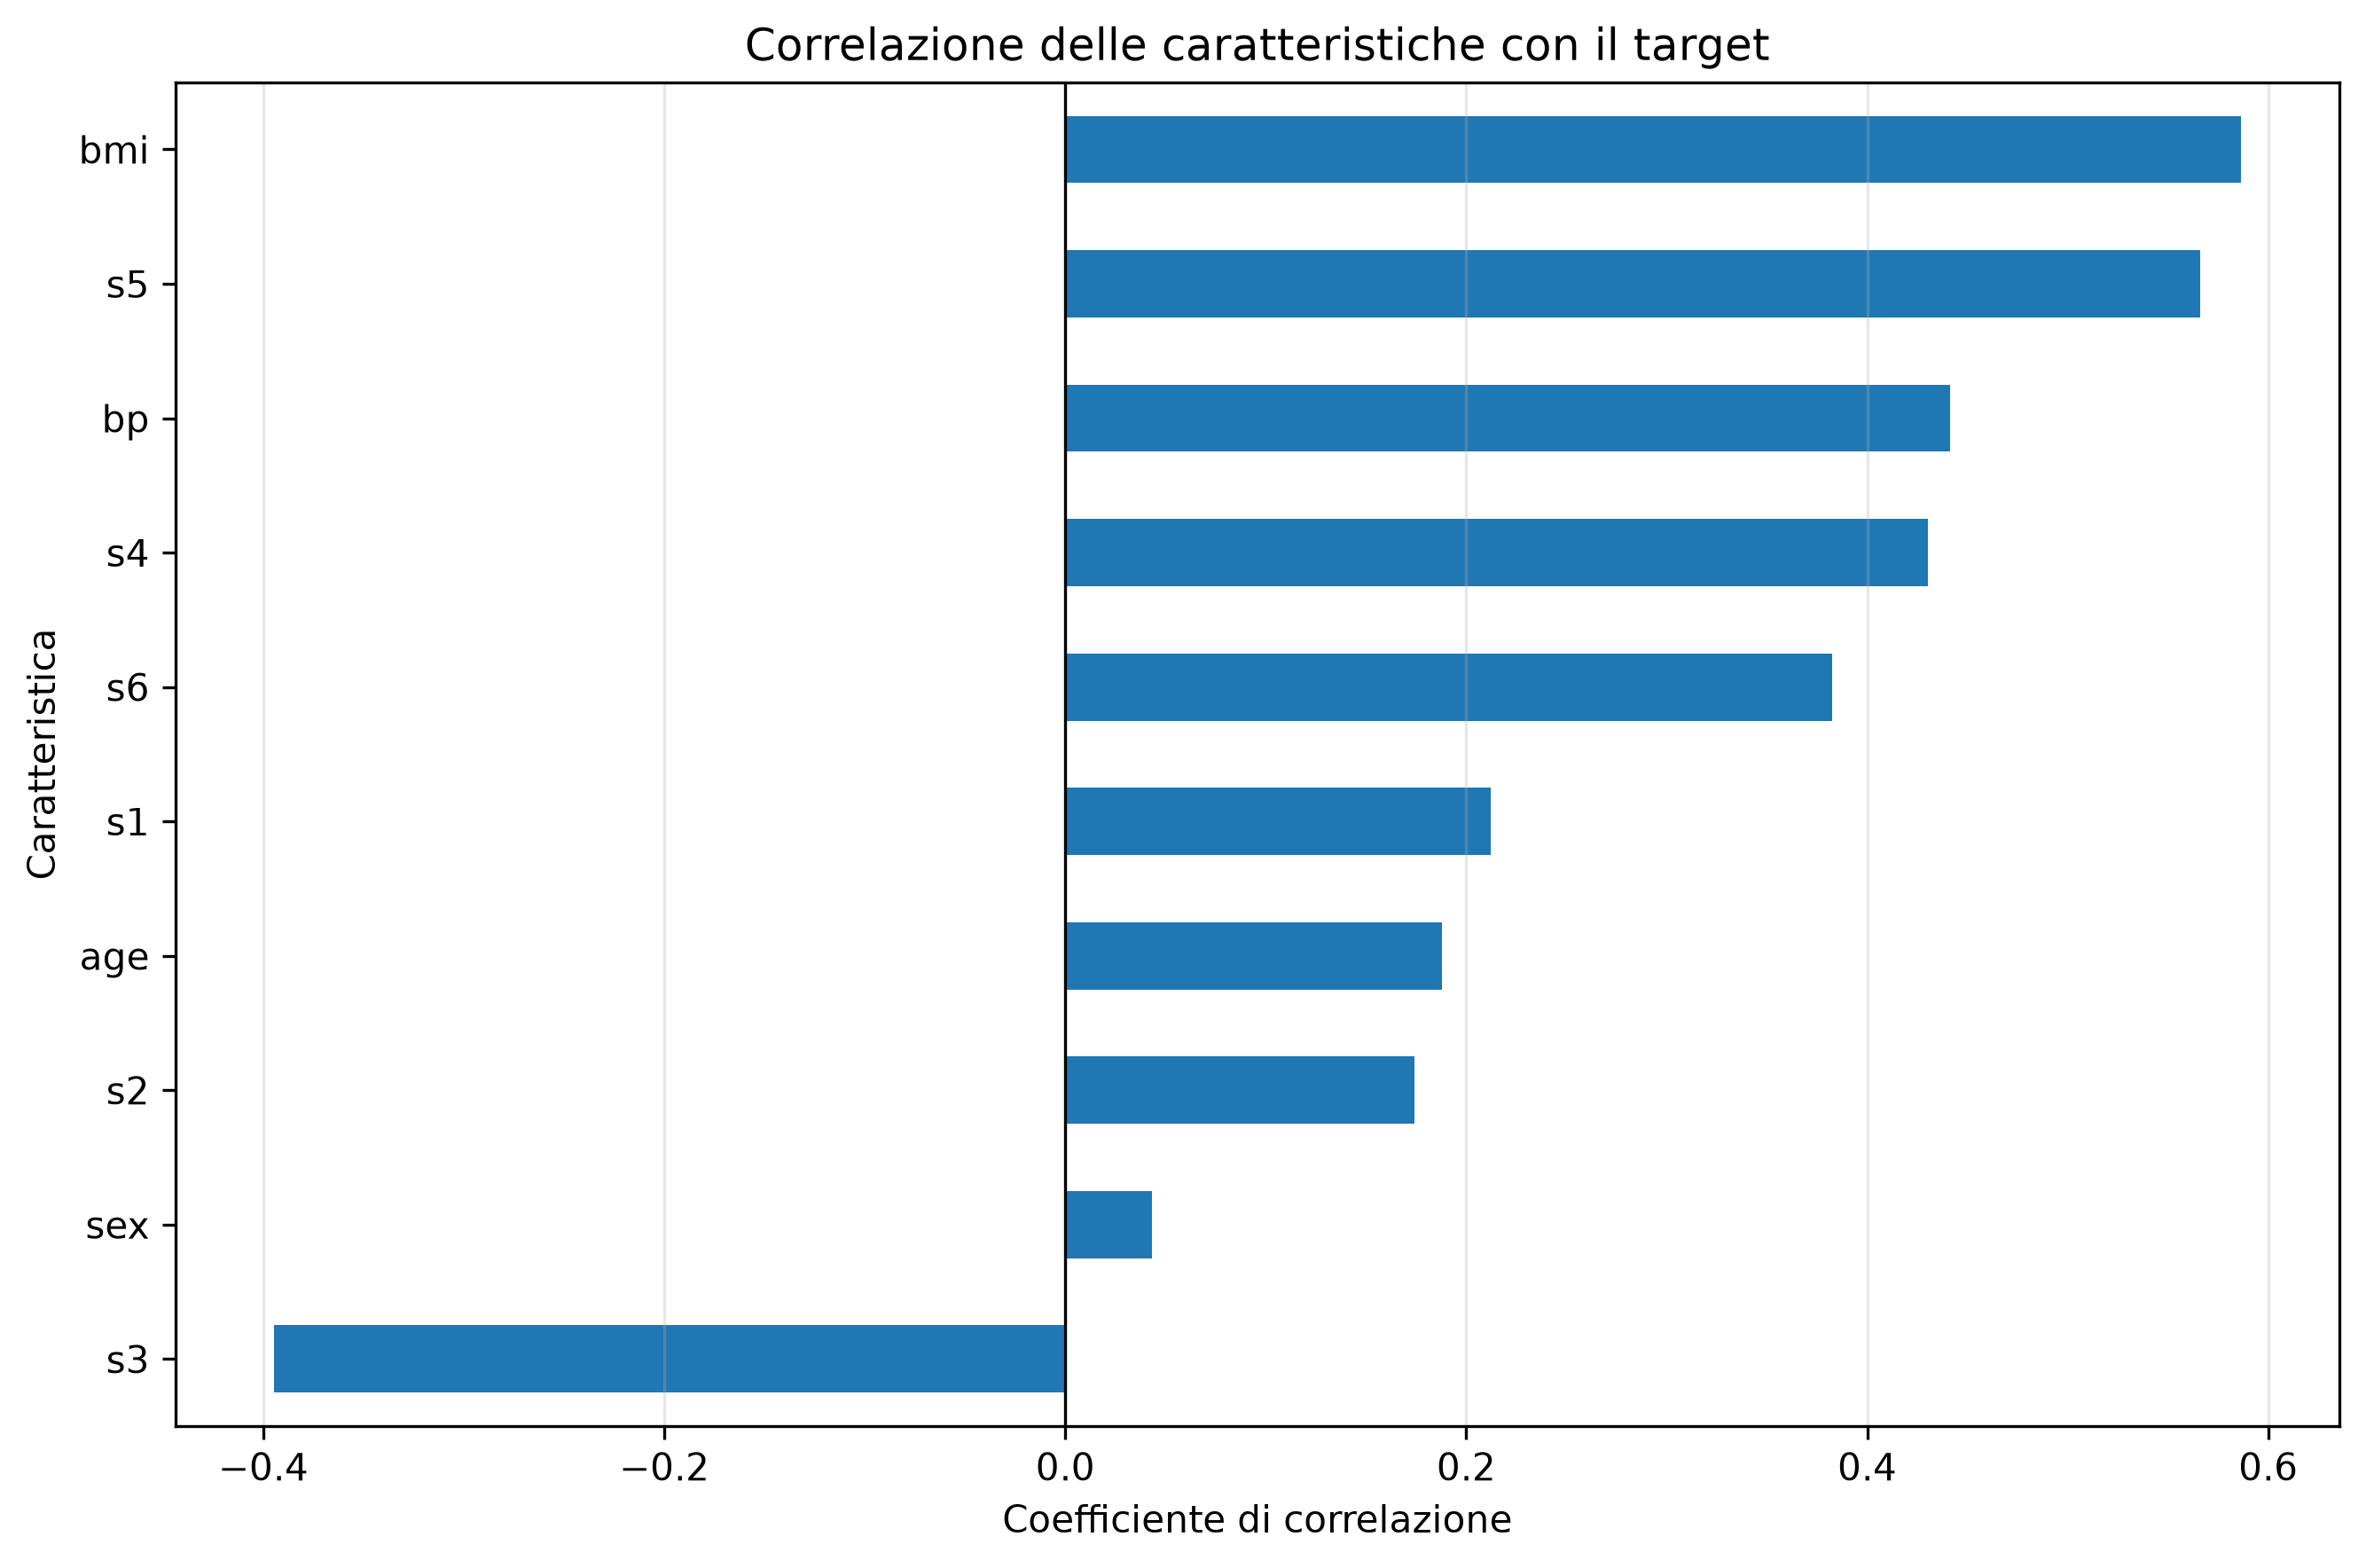 Correlazione delle caratteristiche con il target
Caratteristica
bmi
s5
bp
s4
s6
s1
age
s2
sex
s3
−0.4 −0.2 0.0 0.2 0.4 0.6
Coefficiente di correlazione